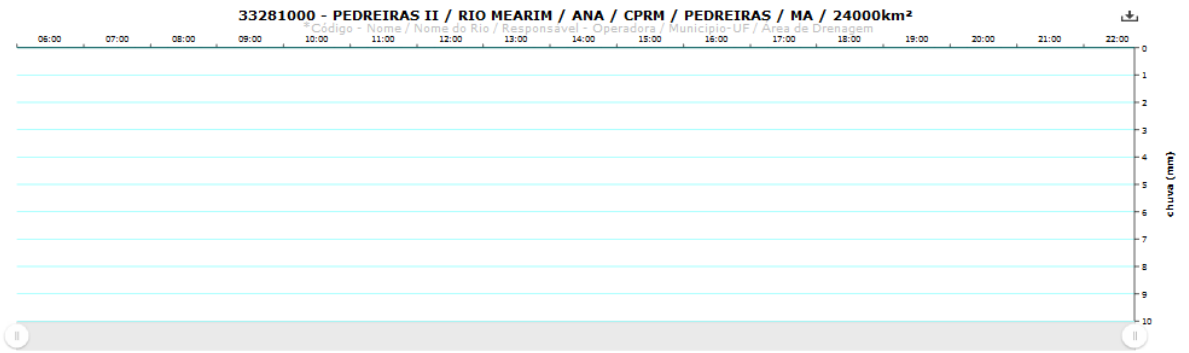 33281000 - PEDREIRAS II / RIO MEARIM / ANA / CPRM / PEDREIRAS / MA / 24000km²
*Código - Nome / Nome do Rio / Responsavel - Operadora / Municipio-UF / Área de Drenagem
06:00 07:00 08:00 09:00 10:00 11:00 12:00 13:00 14:00 15:00 16:00 17:00 18:00 19:00 20:00 21:00 22:00
0
1
2
3
4
5
6
7
8
9
10
chuva (mm)